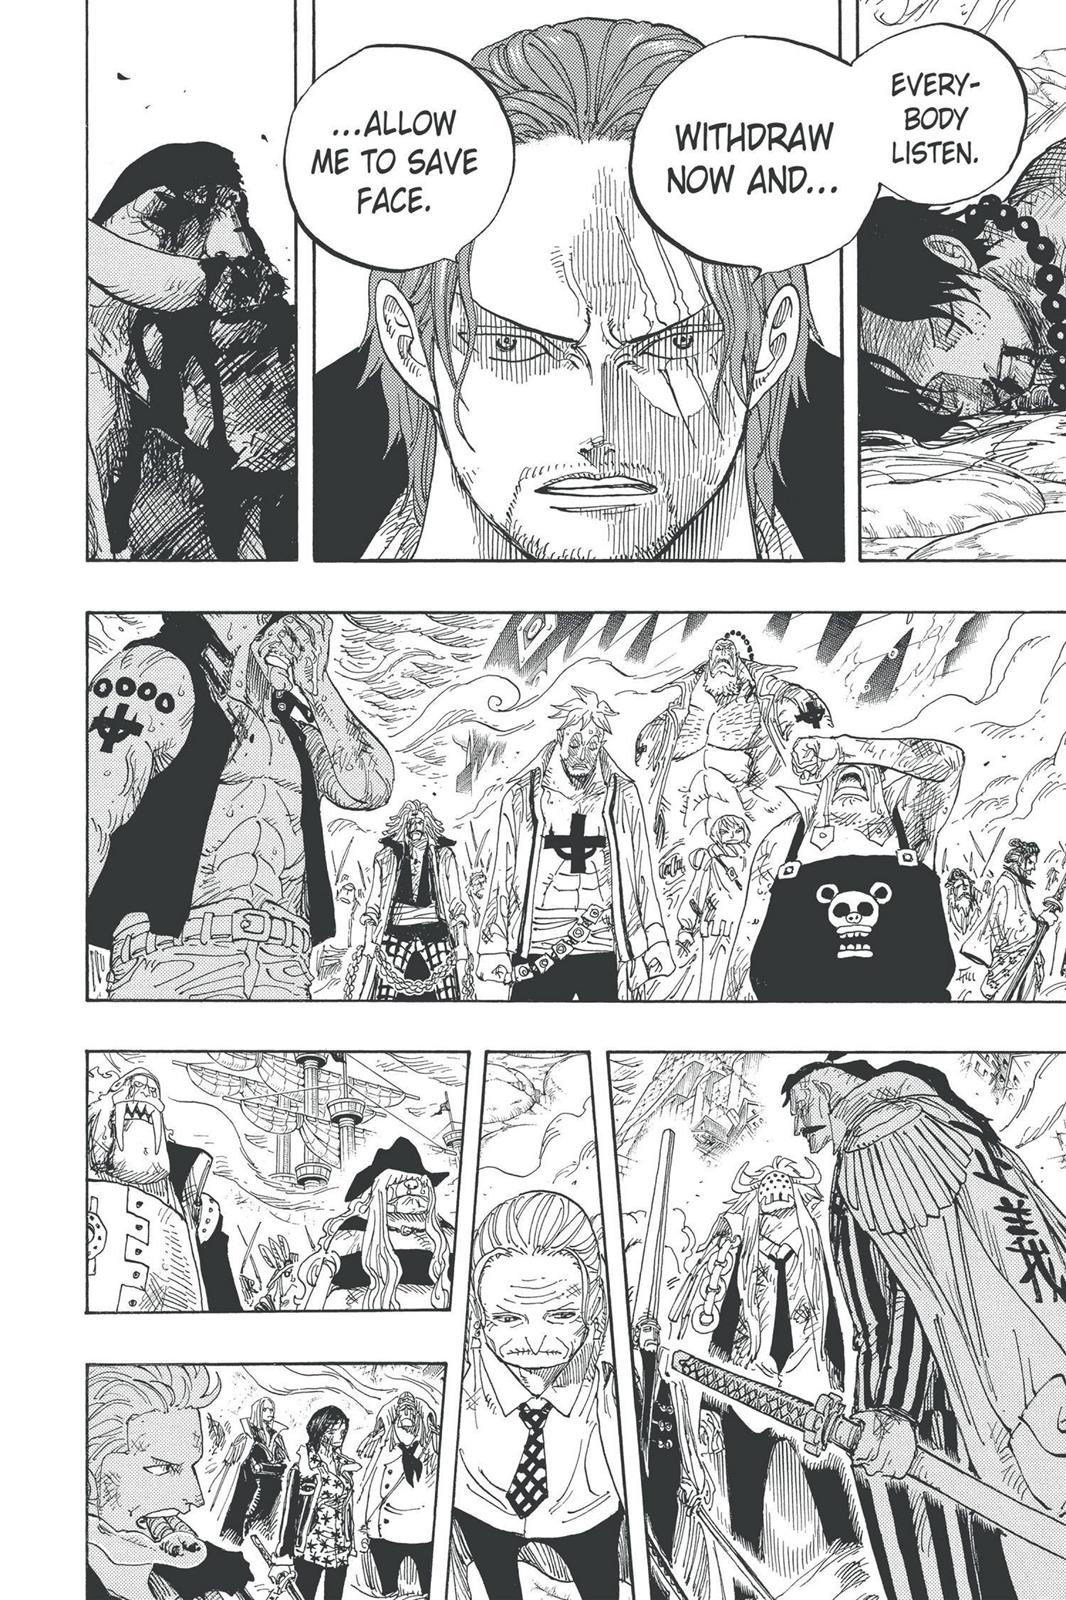 EVERY-
BODY
LISTEN.
WITHDRAW
NOW AND...
...ALLOW
ME TO SAVE
FACE.